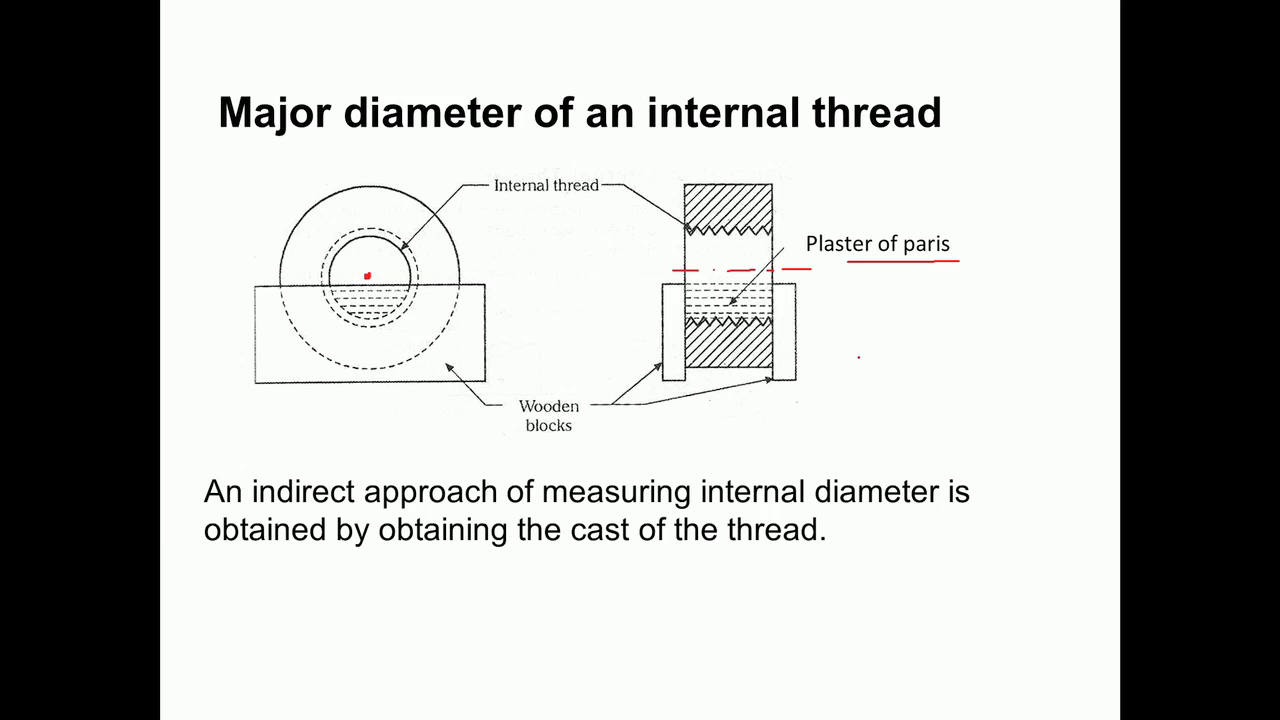 Major diameter of an internal thread
Internal thread
Plaster of paris
Wooden
blocks
An indirect approach of measuring internal diameter is
obtained by obtaining the cast of the thread.